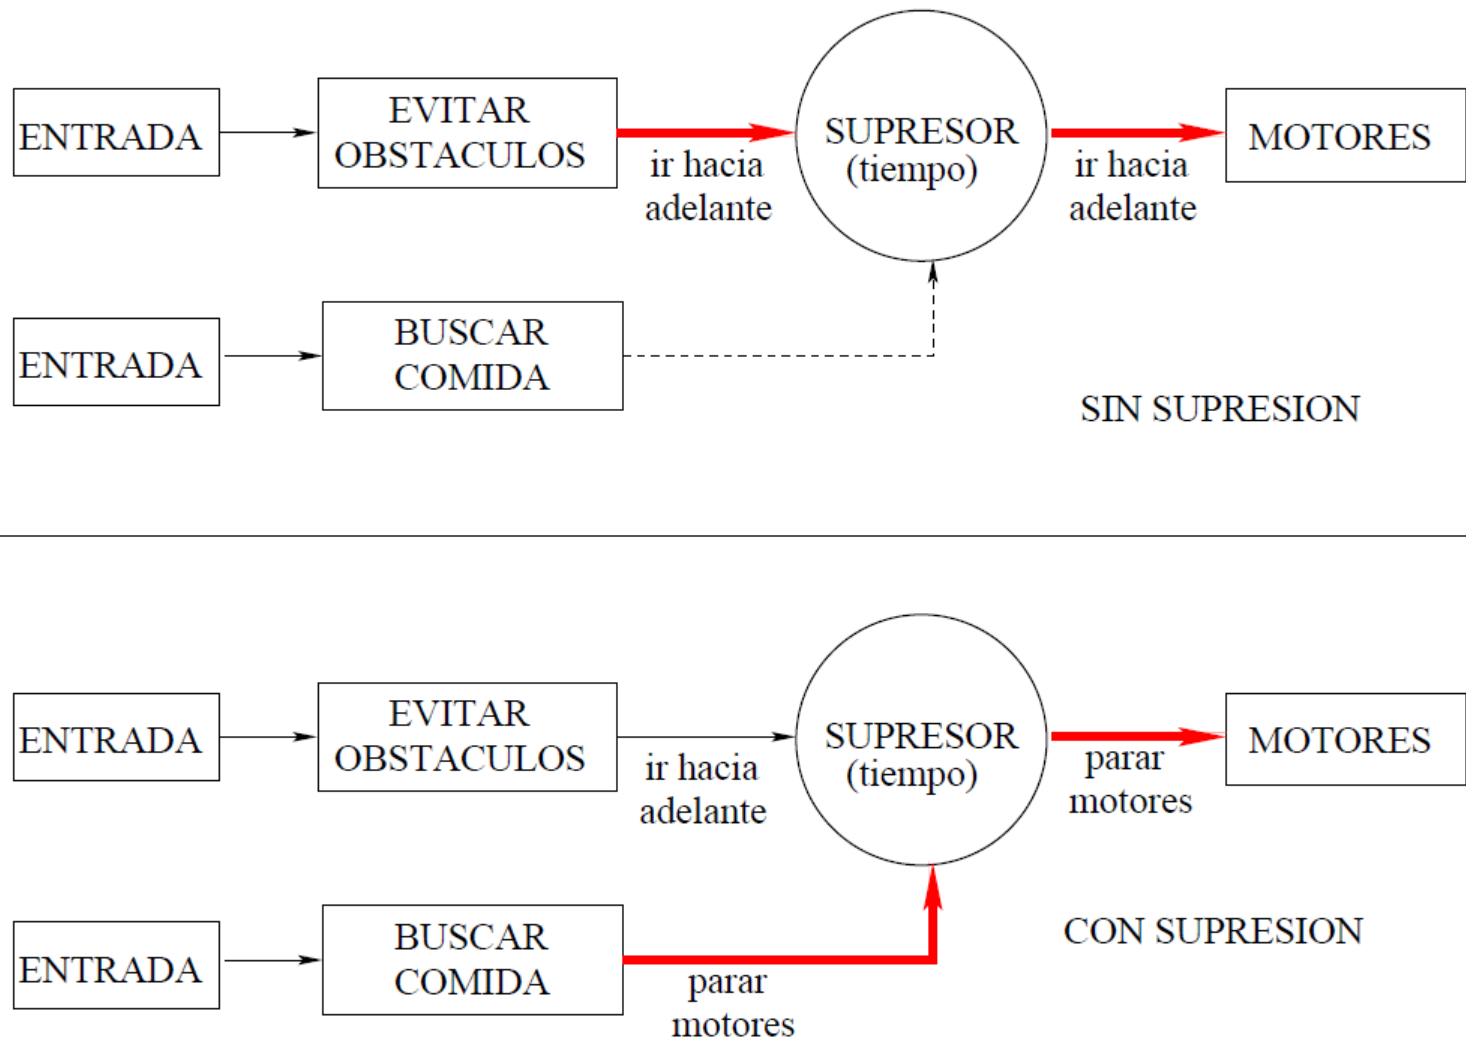 ENTRADA
EVITAR
OBSTACULOS
ir hacia
adelante
SUPRESOR
(tiempo)
ir hacia
adelante
MOTORES
ENTRADA
BUSCAR
COMIDA
SIN SUPRESION
ENTRADA
EVITAR
OBSTACULOS
ir hacia
adelante
SUPRESOR
(tiempo)
parar
motores
MOTORES
ENTRADA
BUSCAR
COMIDA
parar
motores
CON SUPRESION